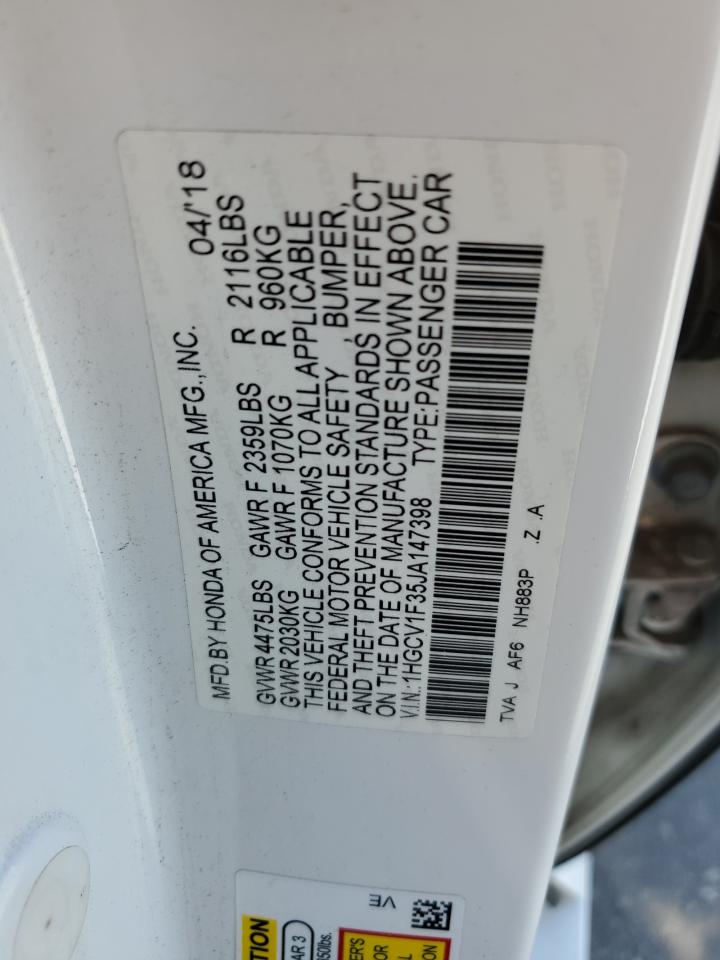 MFD.BY HONDA OF AMERICA MFG.,INC. 04/'18
GVWR 4475LBS GAWR F 2359LBS R 2116LBS
GVWR 2030KG GAWR F 1070KG R 960KG
THIS VEHICLE CONFORMS TO ALL APPLICABLE
FEDERAL MOTOR VEHICLE SAFETY , BUMPER,
AND THEFT PREVENTION STANDARDS IN EFFECT
ON THE DATE OF MANUFACTURE SHOWN ABOVE.
V.I.N.:1HGCV1F35JA147398 TYPE:PASSENGER CAR
TVA J AF6 NH883P .Z .A
HONDA
VE